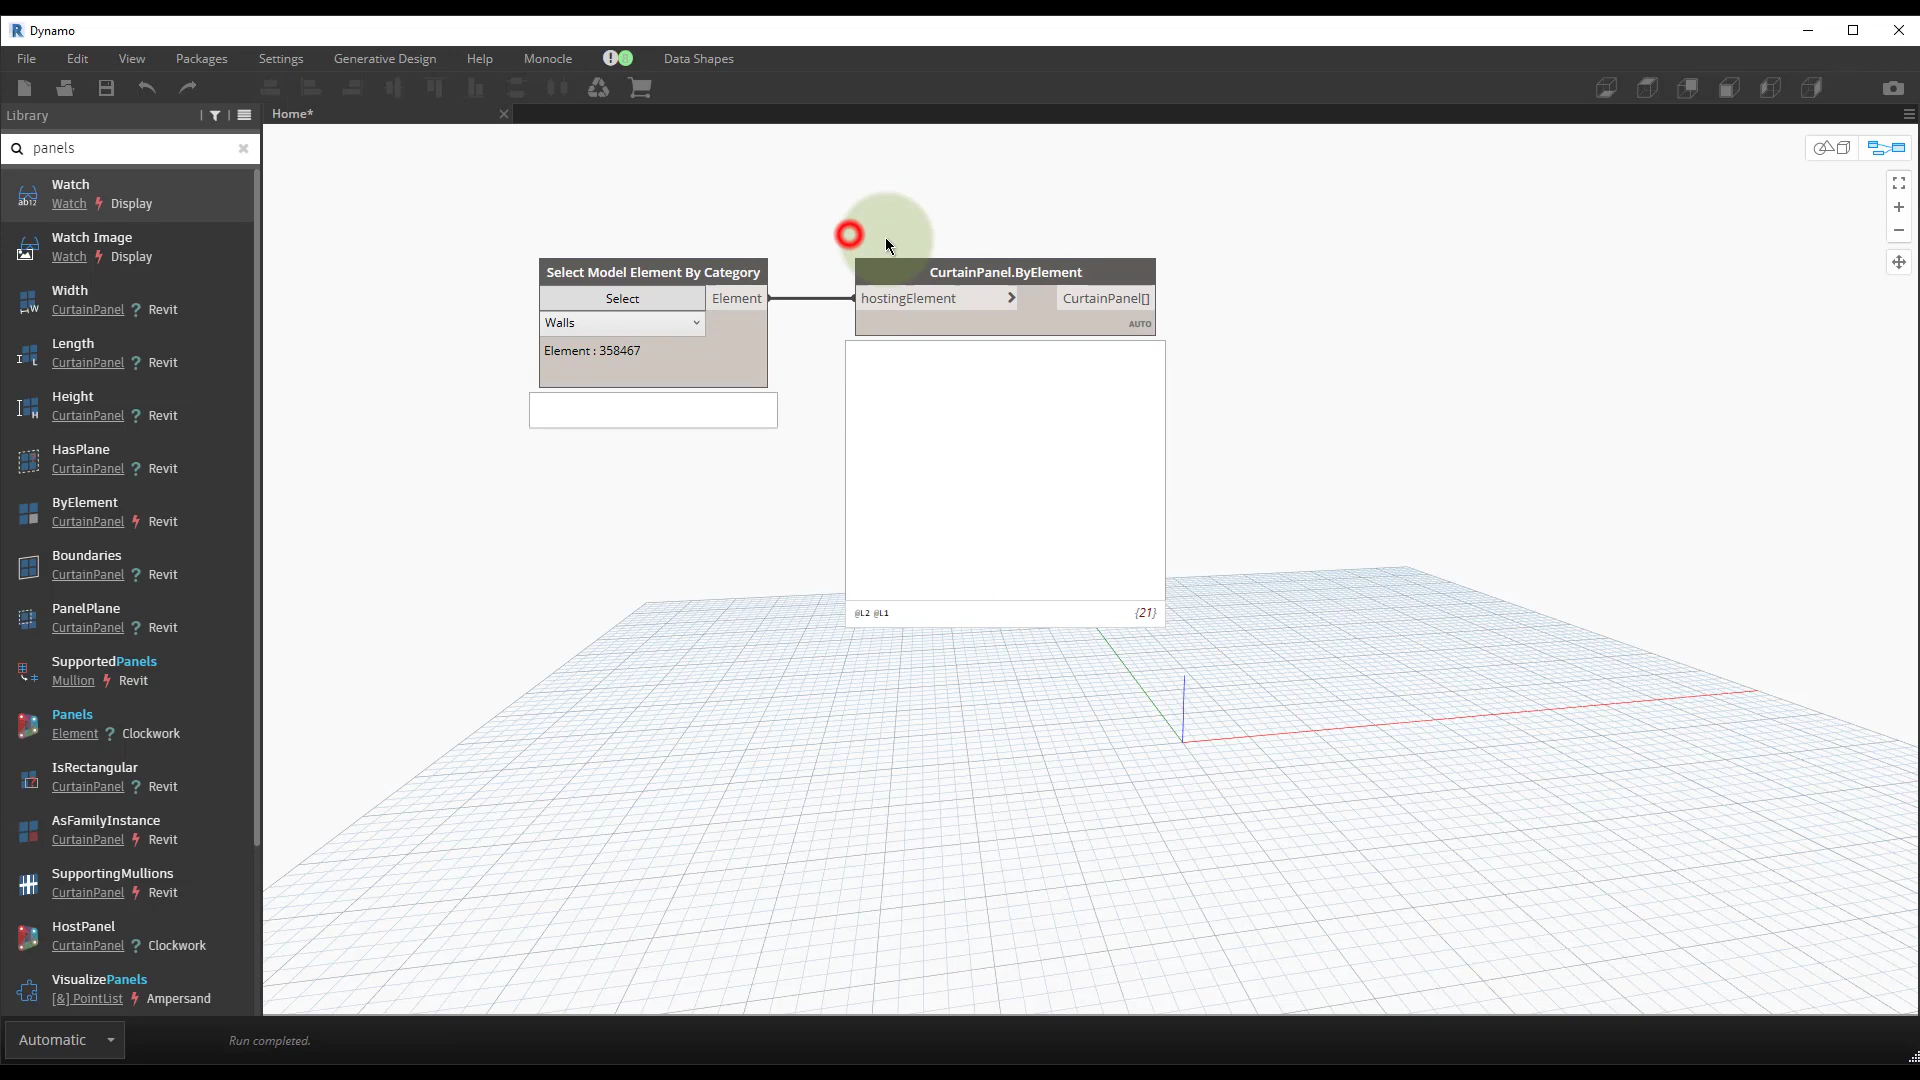 Dynamo
File Edit View Packages Settings Generative Design Help Monocle Data Shapes
Library
Home*
panels
Watch
Watch Display
Watch Image
Watch Display
Width
CurtainPanel ? Revit
Length
CurtainPanel ? Revit
Height
CurtainPanel ? Revit
HasPlane
CurtainPanel ? Revit
ByElement
CurtainPanel Revit
Boundaries
CurtainPanel ? Revit
PanelPlane
CurtainPanel ? Revit
SupportedPanels
Mullion Revit
Panels
Element ? Clockwork
IsRectangular
CurtainPanel ? Revit
AsFamilyInstance
CurtainPanel Revit
SupportingMullions
CurtainPanel Revit
HostPanel
CurtainPanel ? Clockwork
VisualizePanels
[&] PointList Ampersand
Select Model Element By Category
Select Element
Walls
Element : 358467
CurtainPanel.ByElement
hostingElement > CurtainPanel[]
AUTO
@L2 @L1 {21}
Automatic
Run completed.